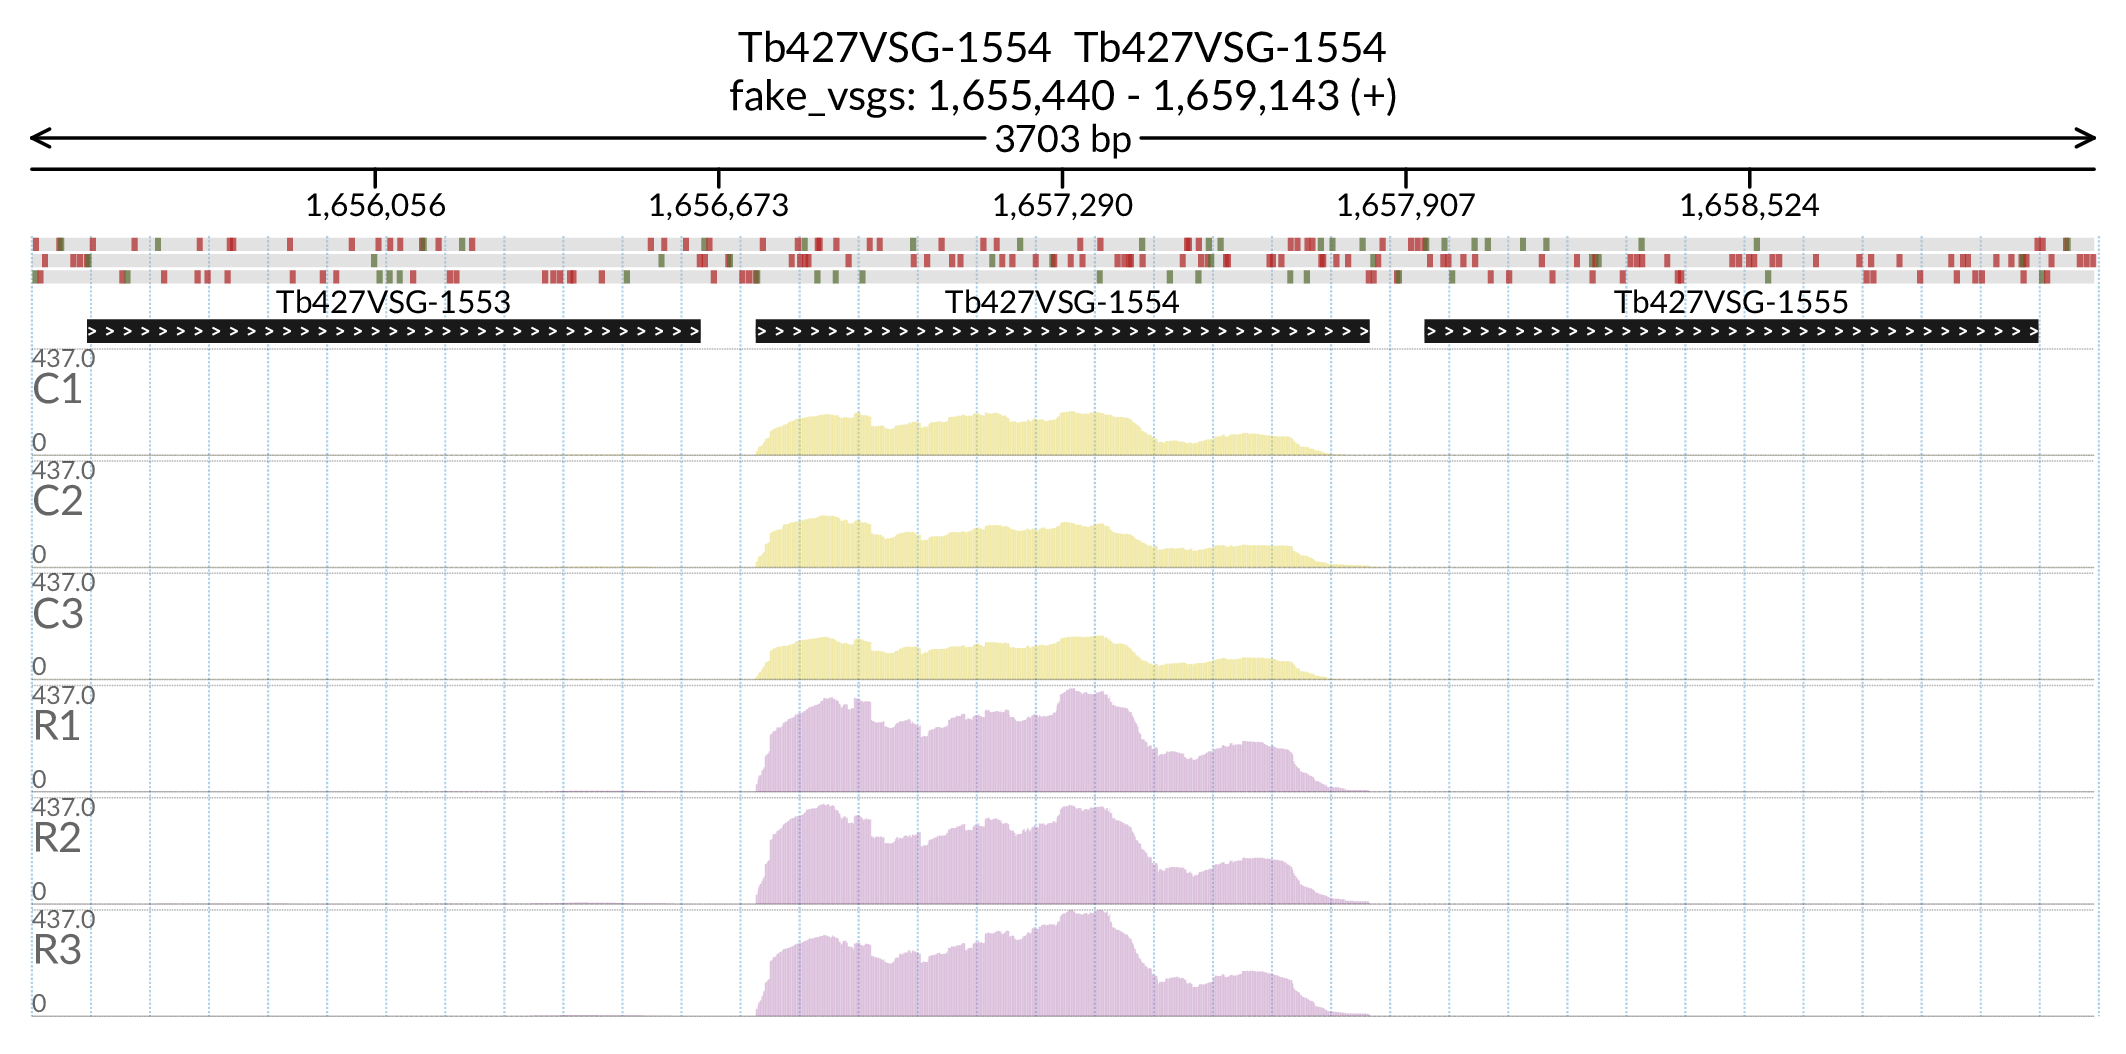 Tb427VSG-1554  Tb427VSG-1554
fake_vsgs: 1,655,440 - 1,659,143 (+)
3703 bp
1,656,056 1,656,673 1,657,290 1,657,907 1,658,524
Tb427VSG-1553 Tb427VSG-1554 Tb427VSG-1555
437.0
C1
0
437.0
C2
0
437.0
C3
0
437.0
R1
0
437.0
R2
0
437.0
R3
0